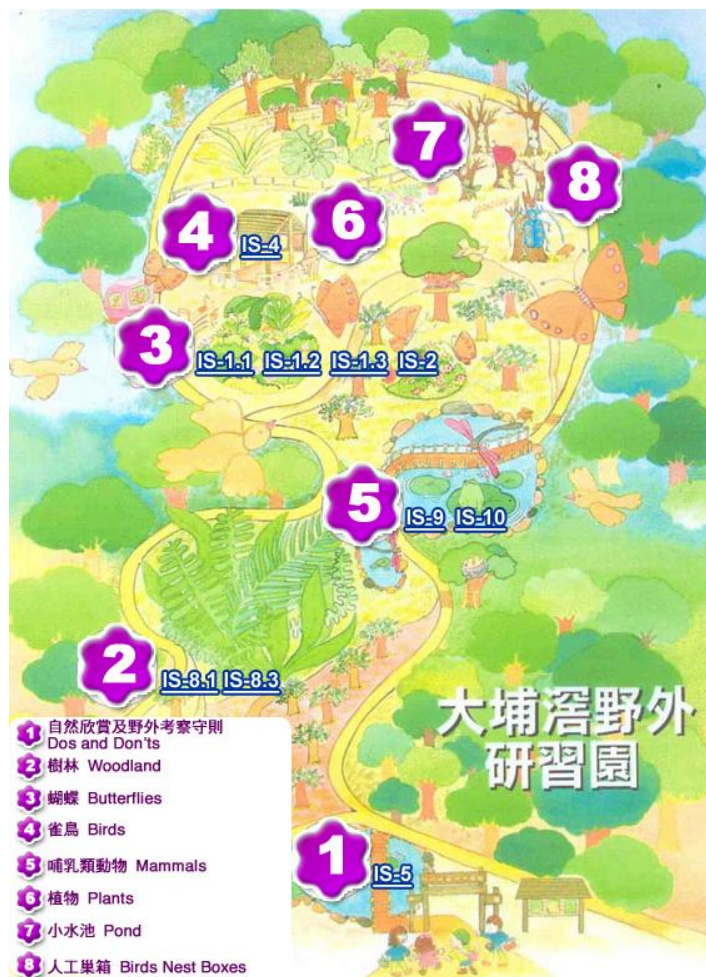 7
8
4 IS-4
6
3 IS-1.1 IS-1.2 IS-1.3 IS-2
5 IS-9 IS-10
2 IS-8.1 IS-8.3
大埔滘野外
研習園
1 IS-5
1 自然欣賞及野外考察守則
Dos and Don'ts
2 樹林 Woodland
3 蝴蝶 Butterflies
4 雀鳥 Birds
5 哺乳類動物 Mammals
6 植物 Plants
7 小水池 Pond
8 人工巢箱 Birds Nest Boxes